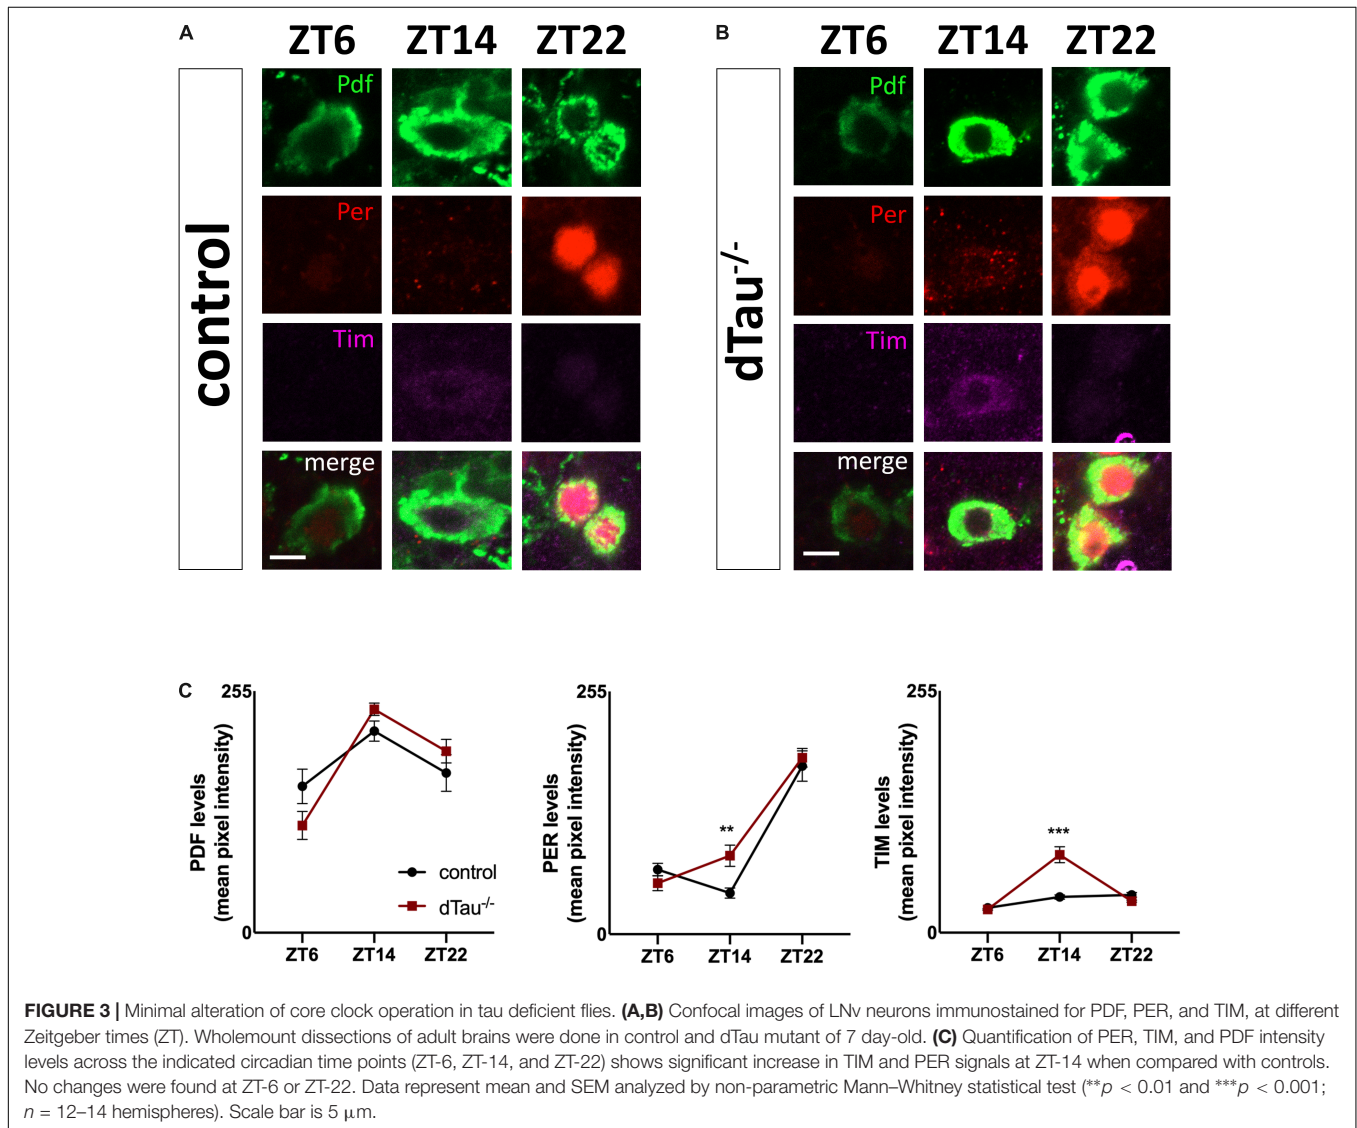 A
ZT6 ZT14 ZT22
control
Pdf
Per
Tim
merge
B
ZT6 ZT14 ZT22
dTau-/-
Pdf
Per
Tim
merge
C
255
0
PDF levels
(mean pixel intensity)
control
dTau-/-
ZT6 ZT14 ZT22
255
0
PER levels
(mean pixel intensity)
**
ZT6 ZT14 ZT22
255
0
TIM levels
(mean pixel intensity)
***
ZT6 ZT14 ZT22
FIGURE 3 | Minimal alteration of core clock operation in tau deficient flies. (A,B) Confocal images of LNv neurons immunostained for PDF, PER, and TIM, at different
Zeitgeber times (ZT). Wholemount dissections of adult brains were done in control and dTau mutant of 7 day-old. (C) Quantification of PER, TIM, and PDF intensity
levels across the indicated circadian time points (ZT-6, ZT-14, and ZT-22) shows significant increase in TIM and PER signals at ZT-14 when compared with controls.
No changes were found at ZT-6 or ZT-22. Data represent mean and SEM analyzed by non-parametric Mann–Whitney statistical test (**p < 0.01 and ***p < 0.001;
n = 12–14 hemispheres). Scale bar is 5 μm.